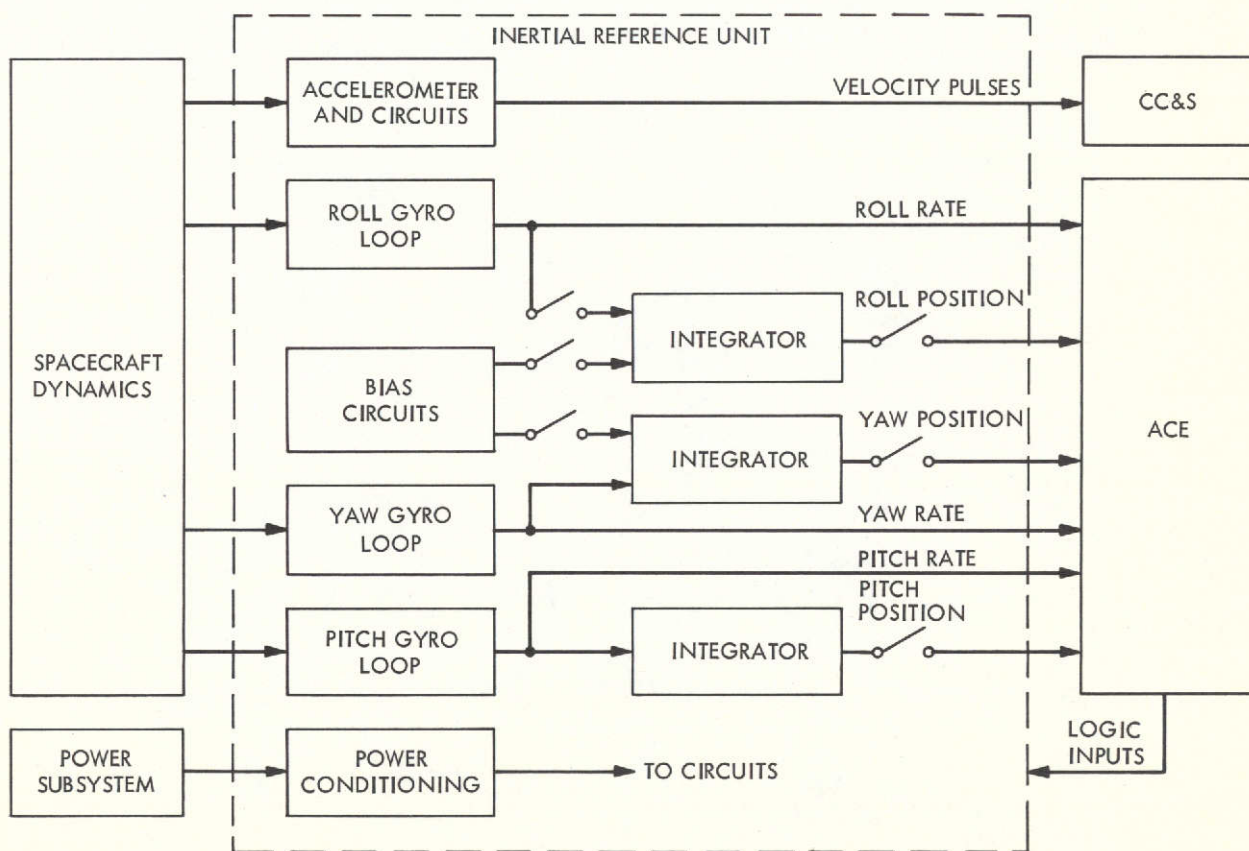 INERTIAL REFERENCE UNIT
ACCELEROMETER
AND CIRCUITS
VELOCITY PULSES
CC&S
ROLL GYRO
LOOP
ROLL RATE
ROLL POSITION
INTEGRATOR
SPACECRAFT
DYNAMICS
BIAS
CIRCUITS
YAW POSITION
INTEGRATOR
ACE
YAW GYRO
LOOP
YAW RATE
PITCH RATE
PITCH
POSITION
PITCH GYRO
LOOP
INTEGRATOR
LOGIC
INPUTS
POWER
SUBSYSTEM
POWER
CONDITIONING
TO CIRCUITS